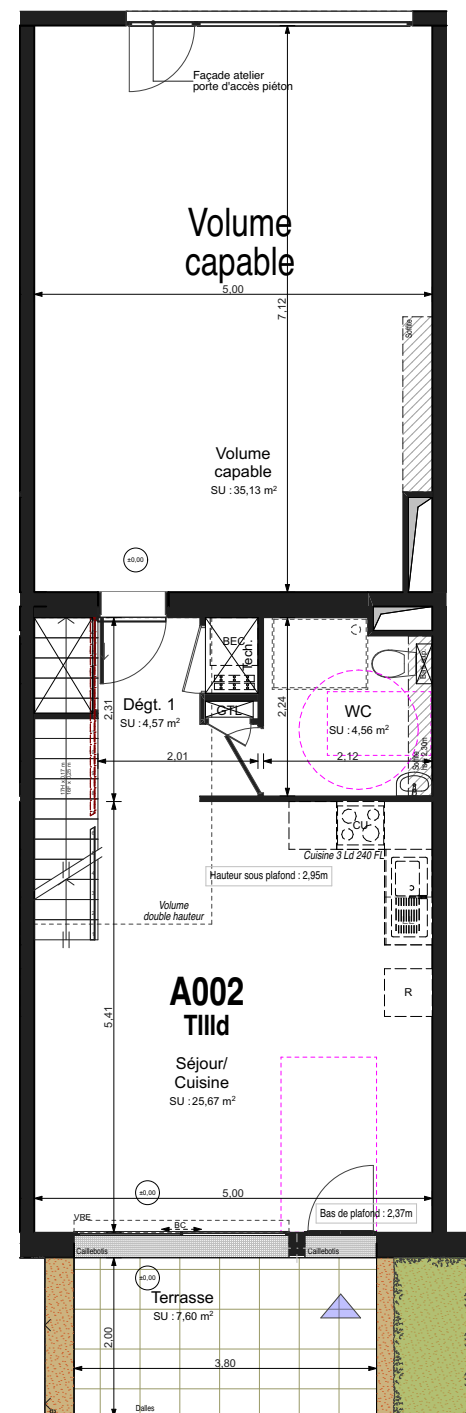 Façade atelier
porte d'accès piéton
Volume
capable
5,00
7,12
Soffite
Volume
capable
SU : 35,13 m²
±0,00
BEC
Tech.
GTL
2,31
Dégt. 1
SU : 4,57 m²
2,24
WC
SU : 4,56 m²
2,01
2,12
CU
Cuisine 3 Ld 240 FL
Hauteur sous plafond : 2,95m
Volume
double hauteur
R
A002
TIIId
5,41
Séjour/
Cuisine
SU : 25,67 m²
±0,00
5,00
Bas de plafond : 2,37m
VRE
BC
Caillebotis
Caillebotis
±0,00
Terrasse
SU : 7,60 m²
2,00
3,80
Dalles